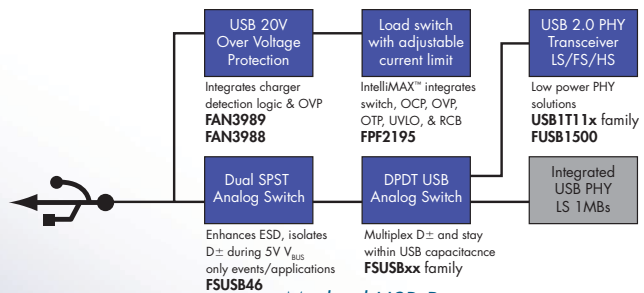 USB 20V
Over Voltage
Protection
Integrates charger
detection logic & OVP
FAN3989
FAN3988
Load switch
with adjustable
current limit
IntelliMAX™ integrates
switch, OCP, OVP,
OTP, UVLO, & RCB
FPF2195
USB 2.0 PHY
Transceiver
LS/FS/HS
Low power PHY
solutions
USB1T11x family
FUSB1500
Dual SPST
Analog Switch
Enhances ESD, isolates
D± during 5V VBUS
only events/applications
FSUSB46
DPDT USB
Analog Switch
Multiplex D± and stay
within USB capacitacnce
FSUSBxx family
Integrated
USB PHY
LS 1MBs